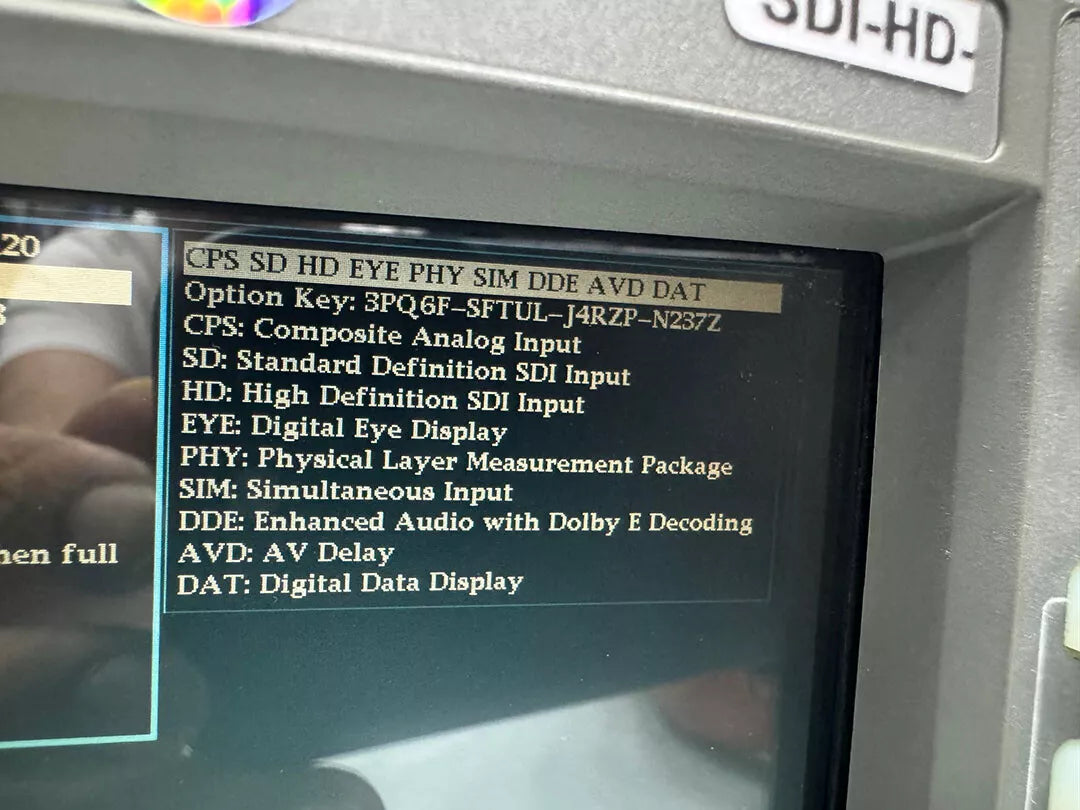 SDI-HD-
.20
CPS SD HD EYE PHY SIM DDE AVD DAT
Option Key: 3PQ6F-SFTUL-J4RZP-N237Z
CPS: Composite Analog Input
SD: Standard Definition SDI Input
HD: High Definition SDI Input
EYE: Digital Eye Display
PHY: Physical Layer Measurement Package
SIM: Simultaneous Input
DDE: Enhanced Audio with Dolby E Decoding
AVD: AV Delay
DAT: Digital Data Display
hen full